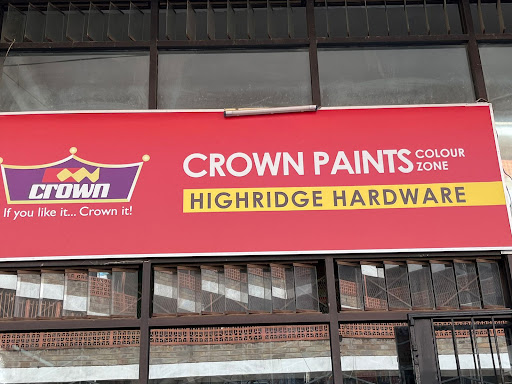 crown
If you like it... Crown it!
CROWN PAINTS COLOUR ZONE
HIGHRIDGE HARDWARE